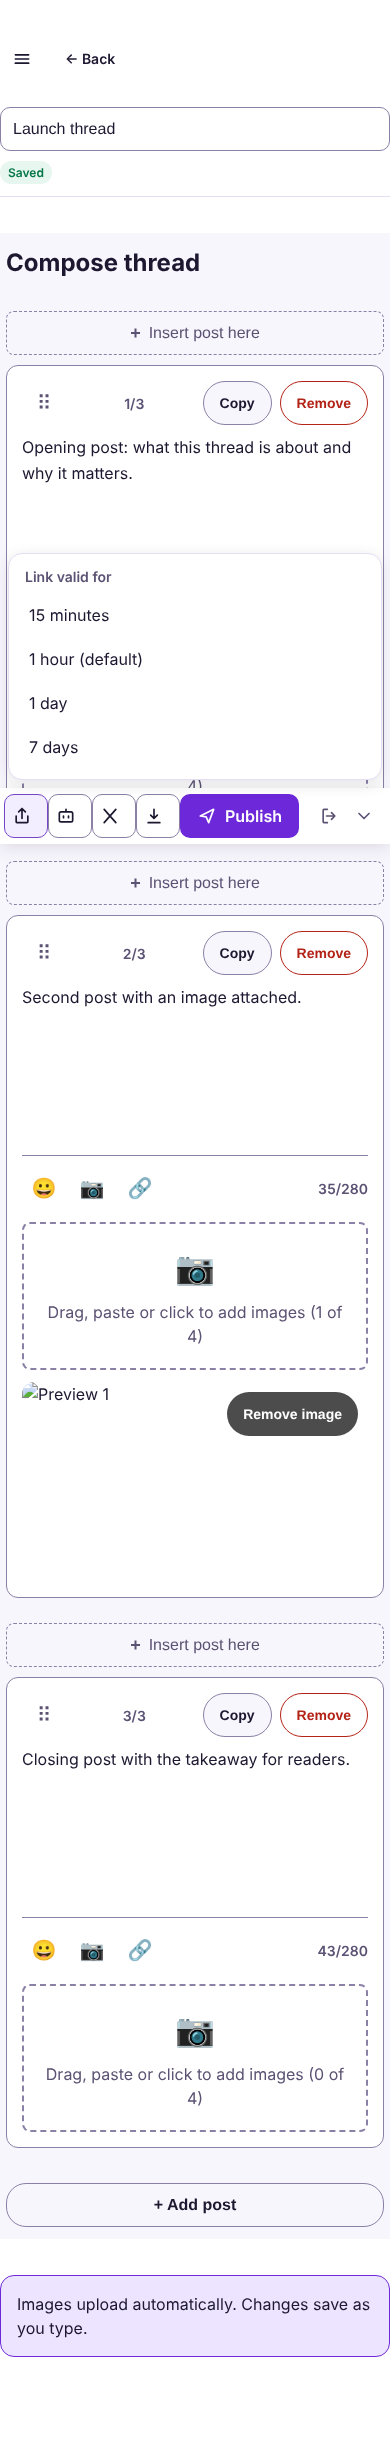 ← Back
Launch thread
Saved
Compose thread
+ Insert post here
1/3
Copy
Remove
Opening post: what this thread is about and
why it matters.
Link valid for
15 minutes
1 hour (default)
1 day
7 days
4)
Publish
+ Insert post here
2/3
Copy
Remove
Second post with an image attached.
35/280
Drag, paste or click to add images (1 of
4)
Preview 1
Remove image
+ Insert post here
3/3
Copy
Remove
Closing post with the takeaway for readers.
43/280
Drag, paste or click to add images (0 of
4)
+ Add post
Images upload automatically. Changes save as
you type.